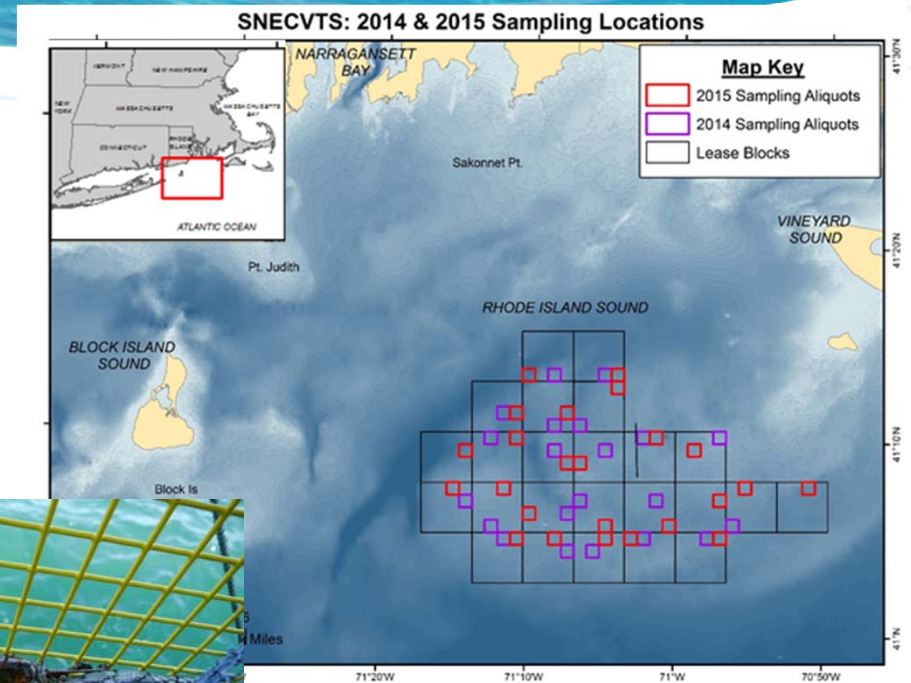 SNECVTS: 2014 & 2015 Sampling Locations
NARRAGANSETT
BAY
VERMONT
NEW HAMPSHIRE
NEW
YORK
MASSACHUSETTS
MASSACHUSETTS
BAY
CONNECTICUT
RHODE
ISLAND
ATLANTIC OCEAN
Map Key
2015 Sampling Aliquots
2014 Sampling Aliquots
Lease Blocks
Sakonnet Pt.
VINEYARD
SOUND
Pt. Judith
RHODE ISLAND SOUND
BLOCK ISLAND
SOUND
Block Is
Miles
41°30'N
41°20'N
41°10'N
41°N
71°20'W
71°10'W
71°W
70°50'W